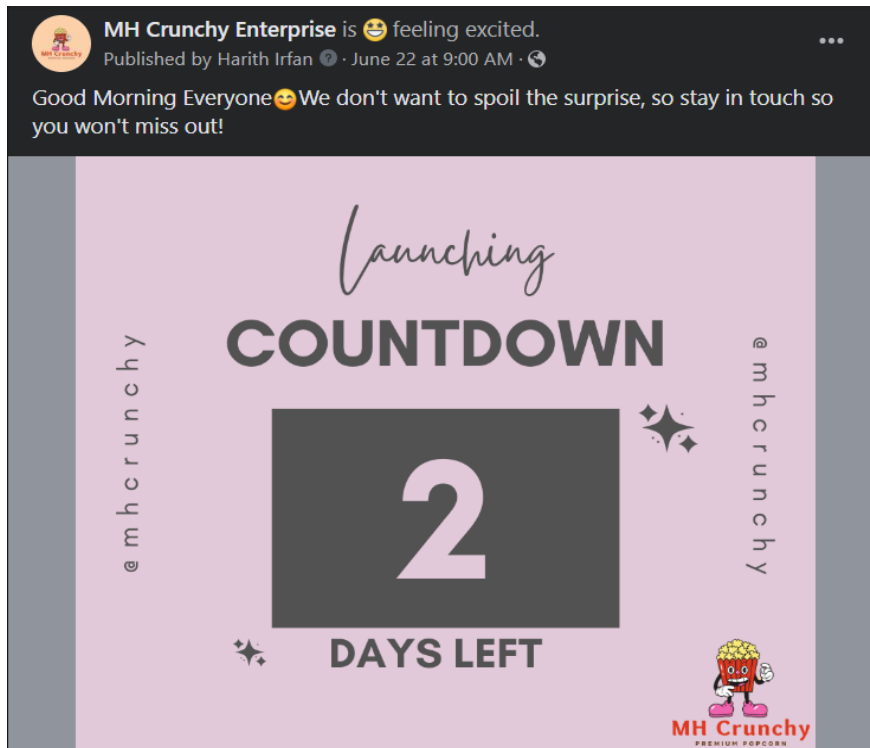 MH Crunchy Enterprise is 🤩 feeling excited.
Published by Harith Irfan · June 22 at 9:00 AM ·
Good Morning Everyone😊We don't want to spoil the surprise, so stay in touch so
you won't miss out!
Launching
COUNTDOWN
@mhcrunchy
@mhcrunchy
2
DAYS LEFT
MH Crunchy
PREMIUM POPCORN
MH Crunchy